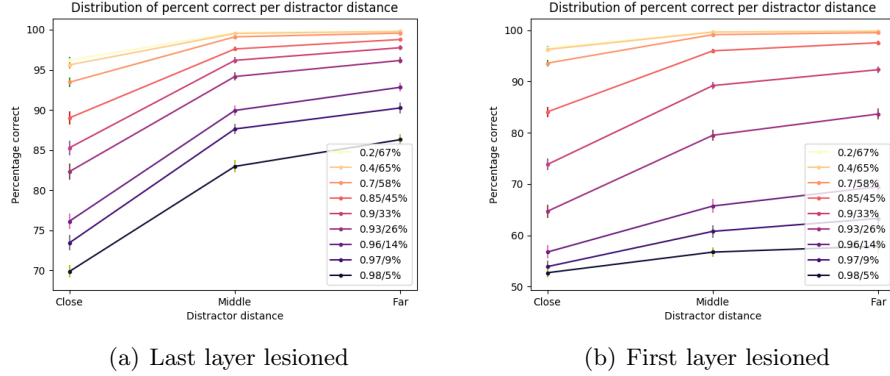 Distribution of percent correct per distractor distance
100
95
90
85
80
75
70
Percentage correct
Close
Middle
Far
Distractor distance
0.2/67%
0.4/65%
0.7/58%
0.85/45%
0.9/33%
0.93/26%
0.96/14%
0.97/9%
0.98/5%
(a) Last layer lesioned
Distribution of percent correct per distractor distance
100
90
80
70
60
50
Percentage correct
Close
Middle
Far
Distractor distance
0.2/67%
0.4/65%
0.7/58%
0.85/45%
0.9/33%
0.93/26%
0.96/14%
0.97/9%
0.98/5%
(b) First layer lesioned